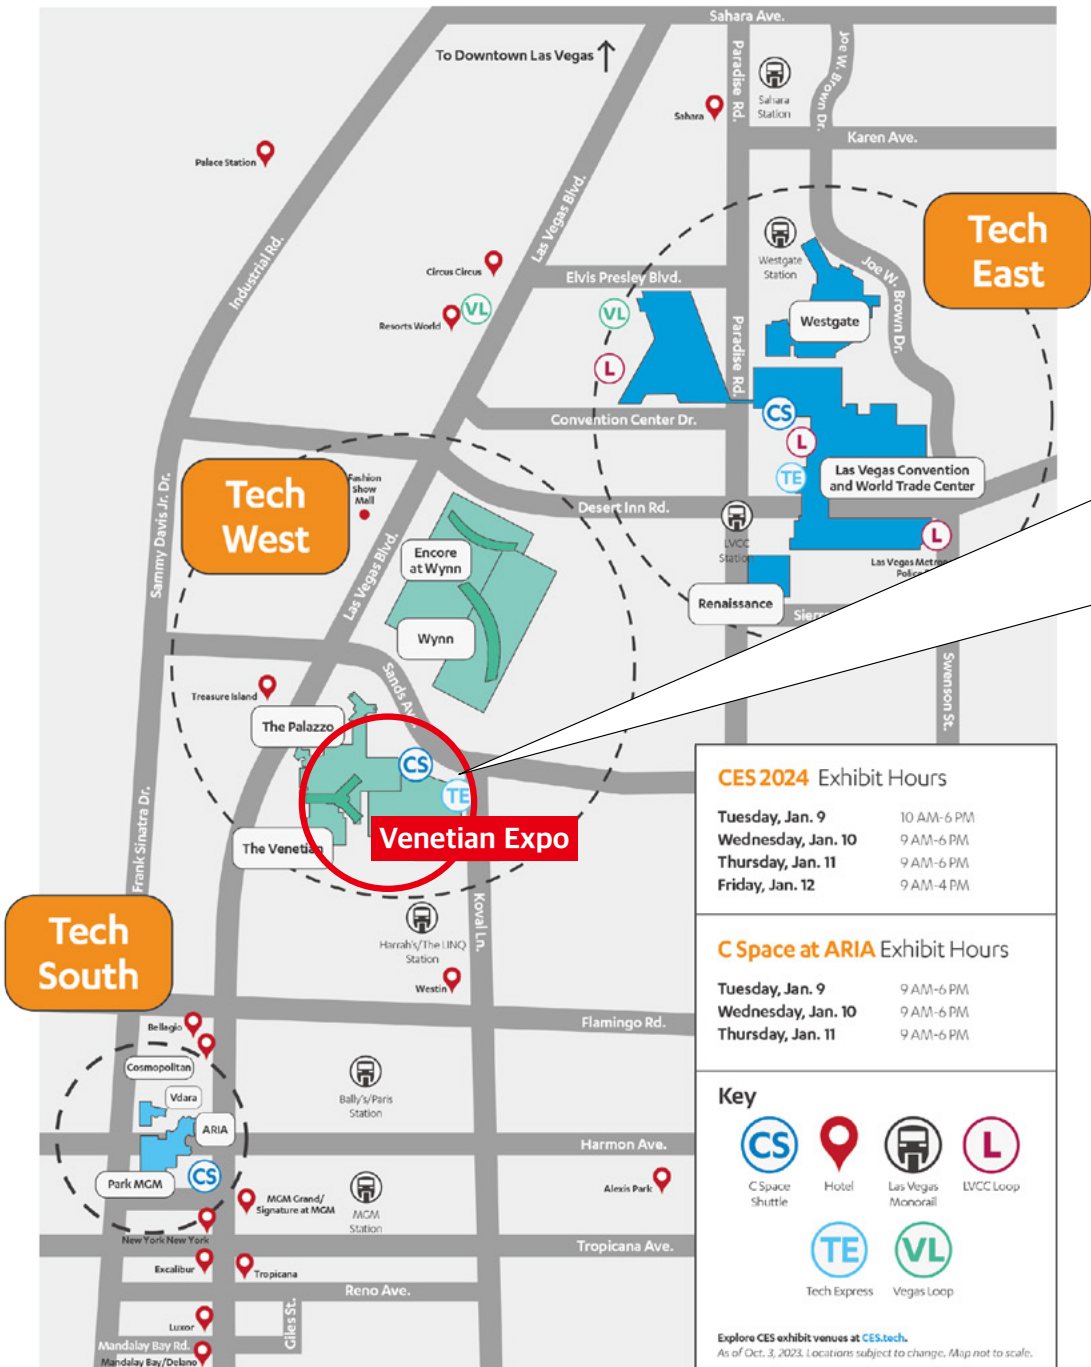 Sahara Ave.
To Downtown Las Vegas
Paradise Rd.
Joe W. Brown Dr.
Sahara
Station
Sahara
Karen Ave.
Palace Station
Las Vegas Blvd.
Industrial Rd.
Tech
East
Westgate
Station
Circus Circus
Elvis Presley Blvd.
Joe W. Brown Dr.
VL
Resorts World
VL
Westgate
Paradise Rd.
L
CS
Convention Center Dr.
L
TE
Las Vegas Convention
and World Trade Center
Tech
West
Fashion
Show
Mall
Desert Inn Rd.
LVCC
Station
L
Las Vegas Metro
Police
Sammy Davis Jr. Dr.
Las Vegas Blvd.
Encore
at Wynn
Renaissance
Sierr
Wynn
Sands Av
Swenson St.
Treasure Island
The Palazzo
CS
TE
Venetian Expo
The Venetian
Frank Sinatra Dr.
Koval Ln.
Tech
South
Harrah's/The LINQ
Station
Westin
Flamingo Rd.
Bellagio
Cosmopolitan
Vdara
ARIA
Bally's/Paris
Station
Harmon Ave.
Park MGM
CS
MGM Grand/
Signature at MGM
MGM
Station
Alexis Park
New York New York
Tropicana Ave.
Excalibur
Tropicana
Reno Ave.
Giles St.
Luxor
Mandalay Bay Rd.
Mandalay Bay/Delano
CES 2024 Exhibit Hours
Tuesday, Jan. 9 10 AM-6 PM
Wednesday, Jan. 10 9 AM-6 PM
Thursday, Jan. 11 9 AM-6 PM
Friday, Jan. 12 9 AM-4 PM
C Space at ARIA Exhibit Hours
Tuesday, Jan. 9 9 AM-6 PM
Wednesday, Jan. 10 9 AM-6 PM
Thursday, Jan. 11 9 AM-6 PM
Key
CS
C Space
Shuttle
Hotel
Las Vegas
Monorail
L
LVCC Loop
TE
Tech Express
VL
Vegas Loop
Explore CES exhibit venues at CES.tech.
As of Oct. 3, 2023. Locations subject to change. Map not to scale.